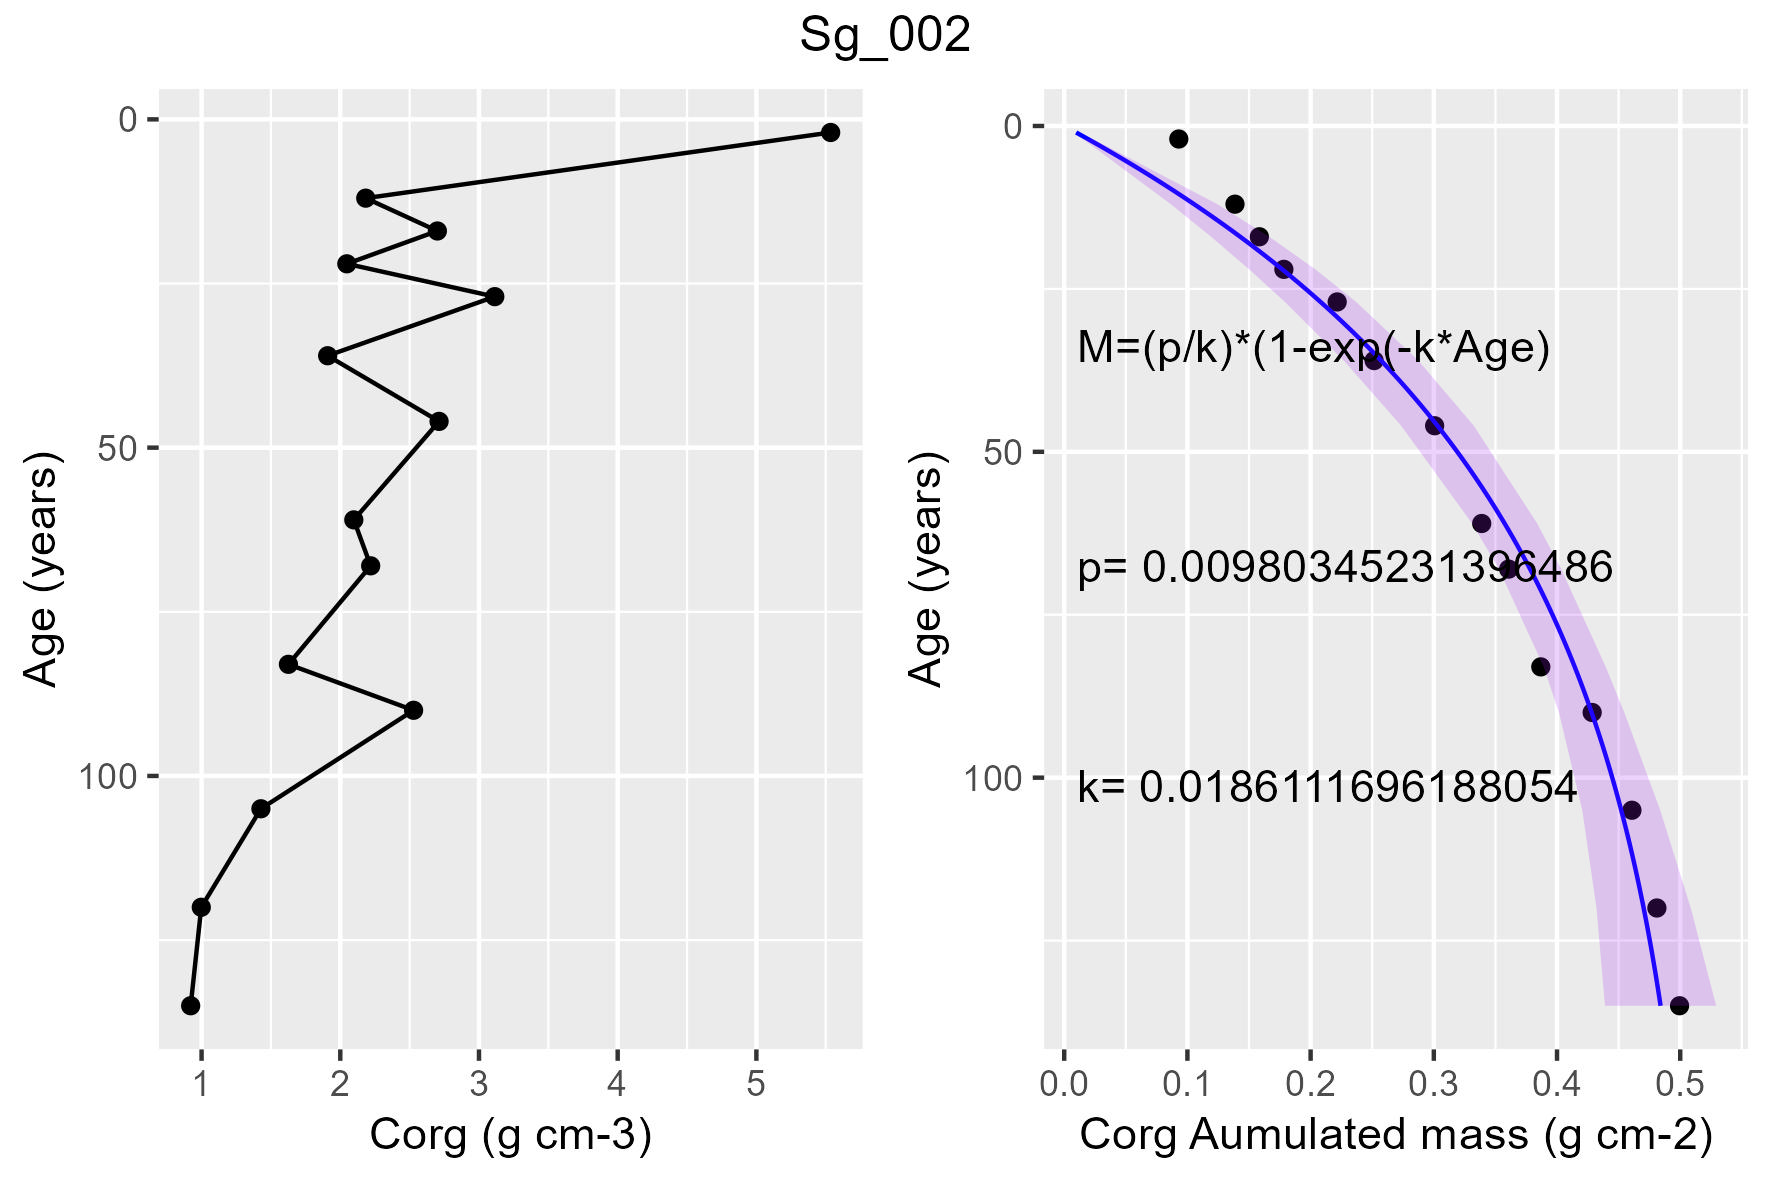 Sg_002
0
50
100
Age (years)
1 2 3 4 5
Corg (g cm-3)
0
50
100
Age (years)
M=(p/k)*(1-exp(-k*Age)
p= 0.00980345231396486
k= 0.0186111696188054
0.0 0.1 0.2 0.3 0.4 0.5
Corg Aumulated mass (g cm-2)